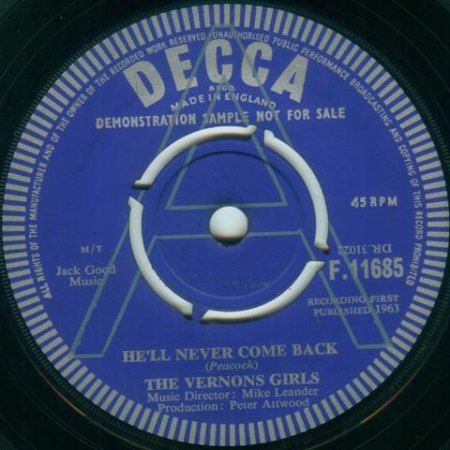 ALL RIGHTS OF THE MANUFACTURER AND OF THE OWNER OF THE RECORDED WORK RESERVED UNAUTHORISED PUBLIC PERFORMANCE BROADCASTING AND COPYING OF THIS RECORD PROHIBITED
DECCA
REGD.
MADE IN ENGLAND
DEMONSTRATION SAMPLE NOT FOR SALE
A
45 RPM
M/T
Jack Good
Music
DR.31022
F.11685
RECORDING FIRST
PUBLISHED 1963
HE'LL NEVER COME BACK
(Peacock)
THE VERNONS GIRLS
Music Director: Mike Leander
Production: Peter Attwood